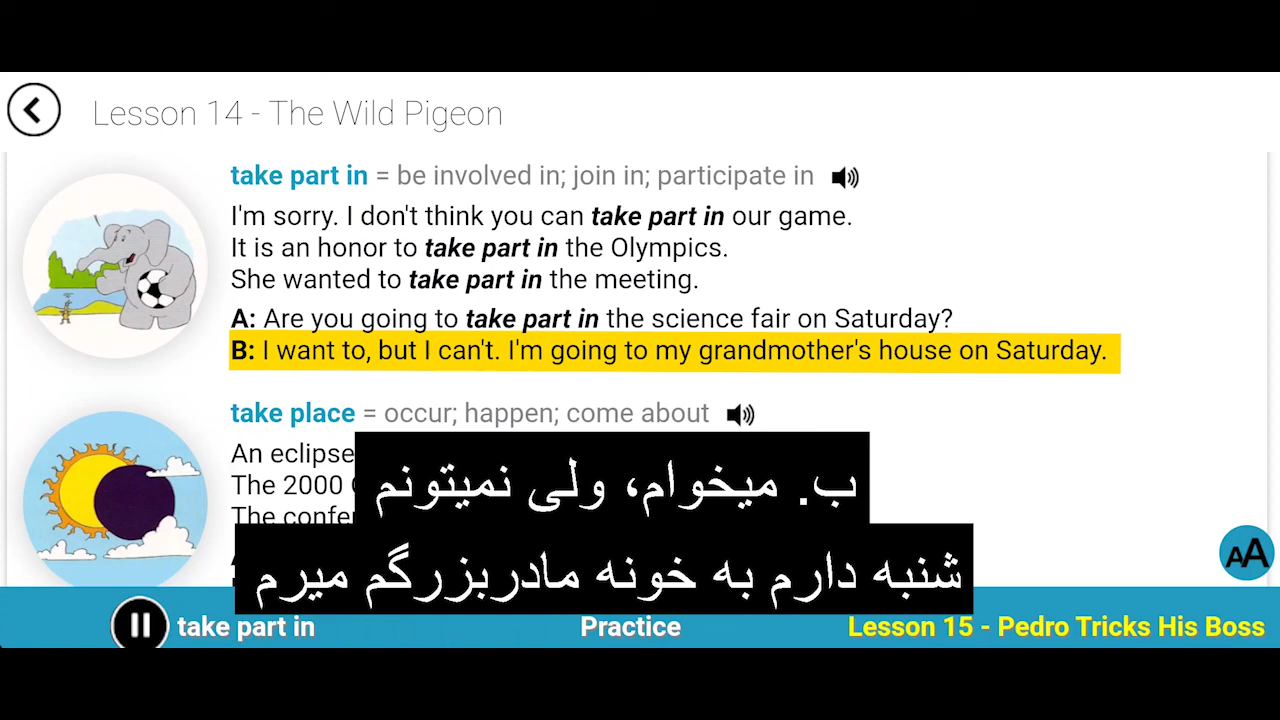 Lesson 14 - The Wild Pigeon
take part in = be involved in; join in; participate in
I'm sorry. I don't think you can take part in our game.
It is an honor to take part in the Olympics.
She wanted to take part in the meeting.
A: Are you going to take part in the science fair on Saturday?
B: I want to, but I can't. I'm going to my grandmother's house on Saturday.
take place = occur; happen; come about
An eclipse
The 2000
The
ب. میخوام، ولی نمیتونم
شنبه دارم به خونه مادربزرگم میرم
AA
take part in
Practice
Lesson 15 - Pedro Tricks His Boss